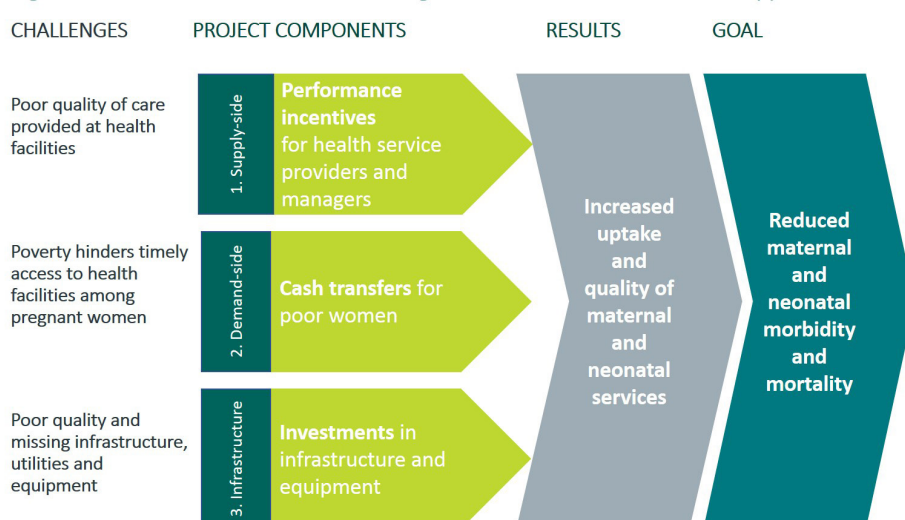 CHALLENGES
PROJECT COMPONENTS
RESULTS
GOAL
Poor quality of care
provided at health
facilities
1. Supply-side
Performance
incentives
for health service
providers and
managers
Poverty hinders timely
access to health
facilities among
pregnant women
2. Demand-side
Cash transfers for
poor women
Poor quality and
missing infrastructure,
utilities and
equipment
3. Infrastructure
Investments in
infrastructure and
equipment
Increased
uptake
and
quality of
maternal
and
neonatal
services
Reduced
maternal
and
neonatal
morbidity
and
mortality